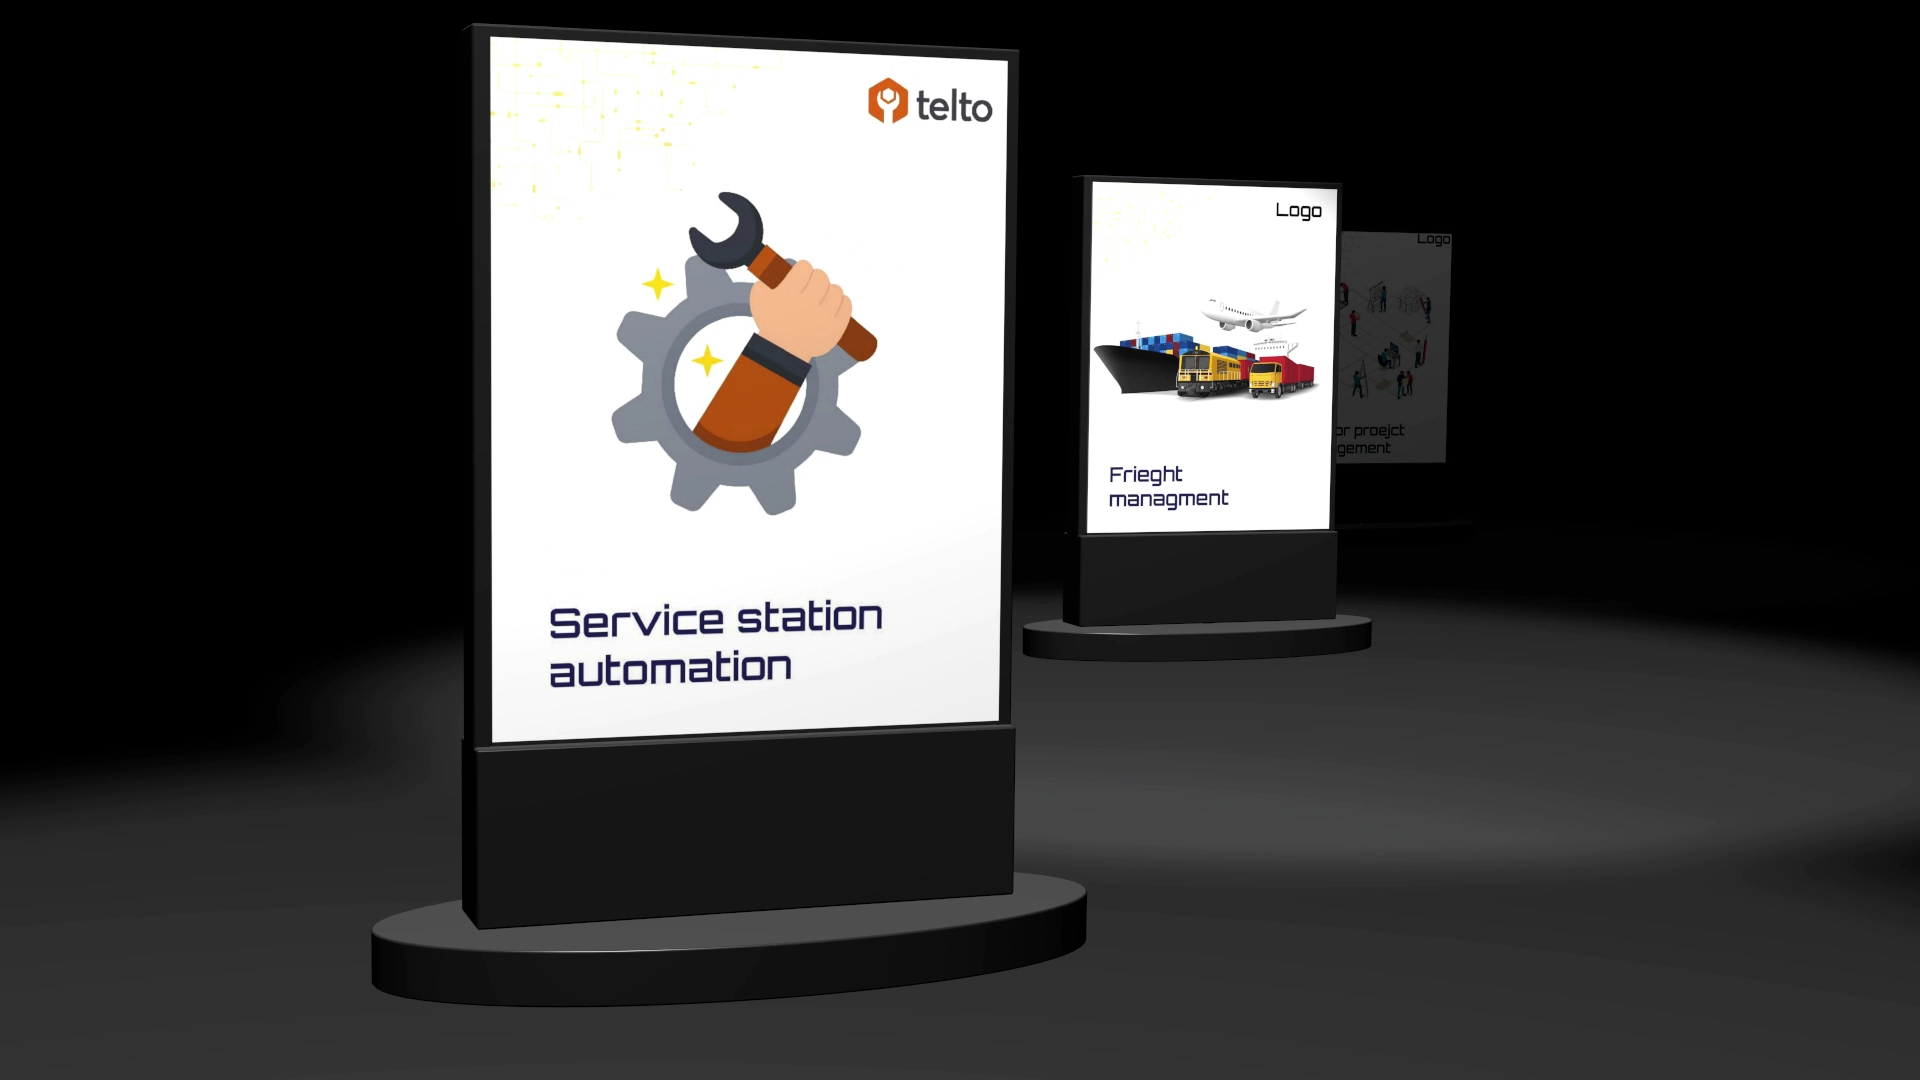 telto
Service station
automation
Logo
Frieght
managment
Logo
or proejct
gement